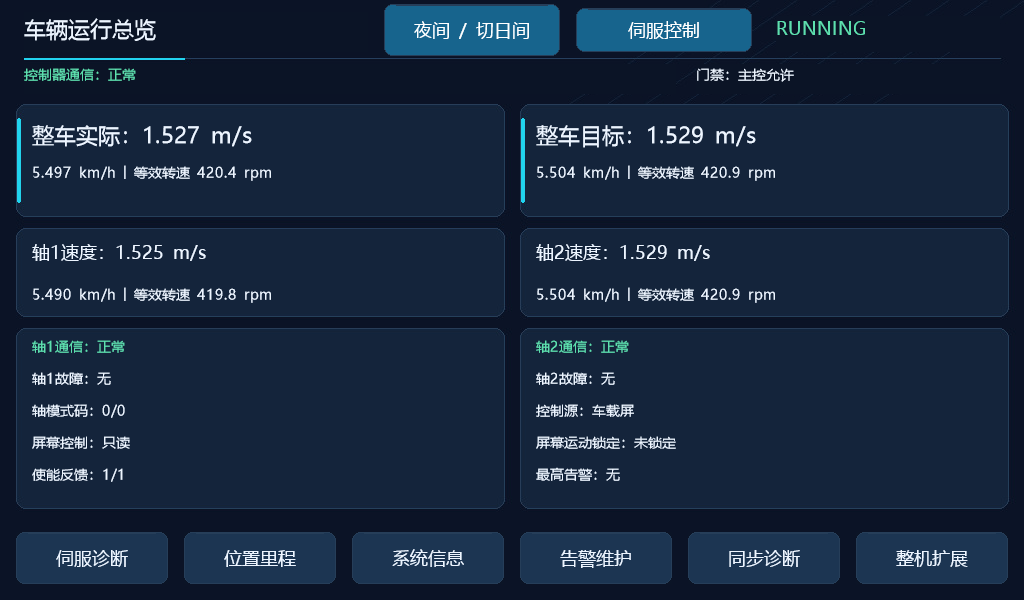 车辆运行总览
夜间 / 切日间
伺服控制
RUNNING
控制器通信：正常
门禁：主控允许
整车实际：1.527 m/s
5.497 km/h | 等效转速 420.4 rpm
整车目标：1.529 m/s
5.504 km/h | 等效转速 420.9 rpm
轴1速度：1.525 m/s
5.490 km/h | 等效转速 419.8 rpm
轴2速度：1.529 m/s
5.504 km/h | 等效转速 420.9 rpm
轴1通信：正常
轴1故障：无
轴模式码：0/0
屏幕控制：只读
使能反馈：1/1
轴2通信：正常
轴2故障：无
控制源：车载屏
屏幕运动锁定：未锁定
最高告警：无
伺服诊断
位置里程
系统信息
告警维护
同步诊断
整机扩展